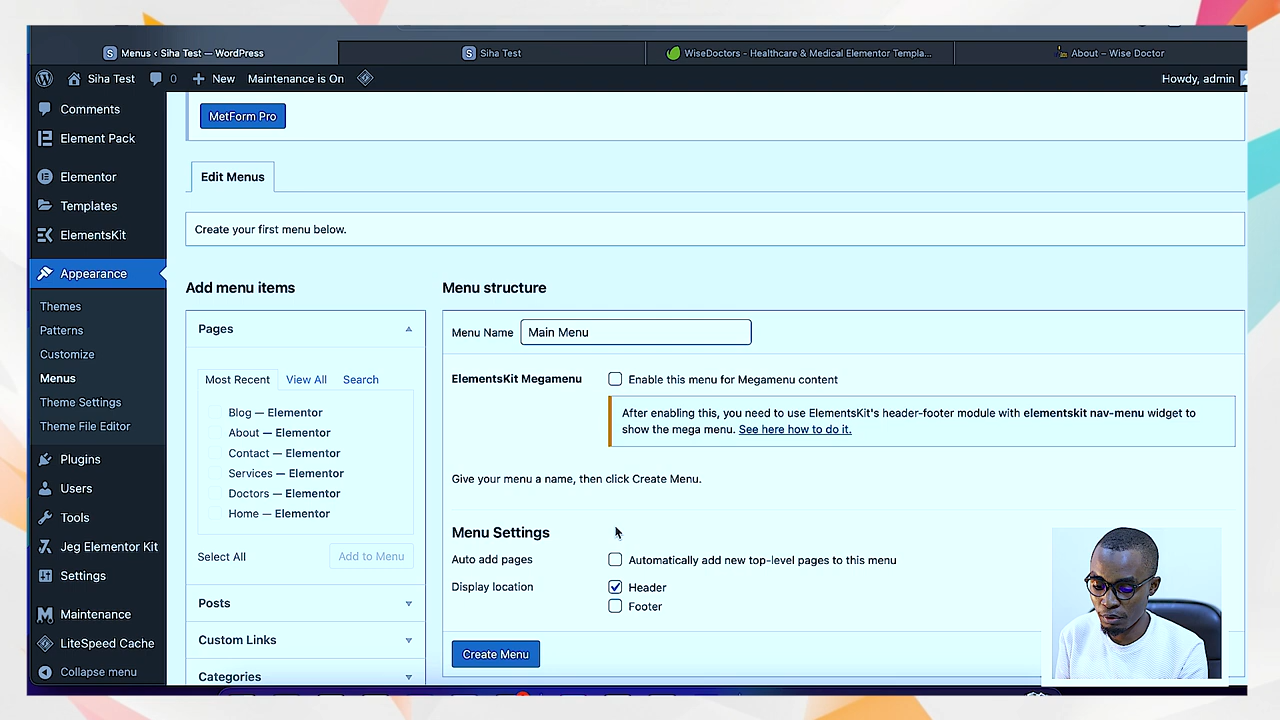 Menus ‹ Siha Test — WordPress
Siha Test
WiseDoctors - Healthcare & Medical Elementor Templa...
About – Wise Doctor
Siha Test
0
New
Maintenance is On
Howdy, admin
Comments
Element Pack
Elementor
Templates
ElementsKit
Appearance
Themes
Patterns
Customize
Menus
Theme Settings
Theme File Editor
Plugins
Users
Tools
Jeg Elementor Kit
Settings
Maintenance
LiteSpeed Cache
Collapse menu
MetForm Pro
Edit Menus
Create your first menu below.
Add menu items
Pages
Most Recent
View All
Search
Blog — Elementor
About — Elementor
Contact — Elementor
Services — Elementor
Doctors — Elementor
Home — Elementor
Select All
Add to Menu
Posts
Custom Links
Categories
Menu structure
Menu Name
Main Menu
ElementsKit Megamenu
Enable this menu for Megamenu content
After enabling this, you need to use ElementsKit's header-footer module with elementskit nav-menu widget to
show the mega menu. See here how to do it.
Give your menu a name, then click Create Menu.
Menu Settings
Auto add pages
Automatically add new top-level pages to this menu
Display location
Header
Footer
Create Menu